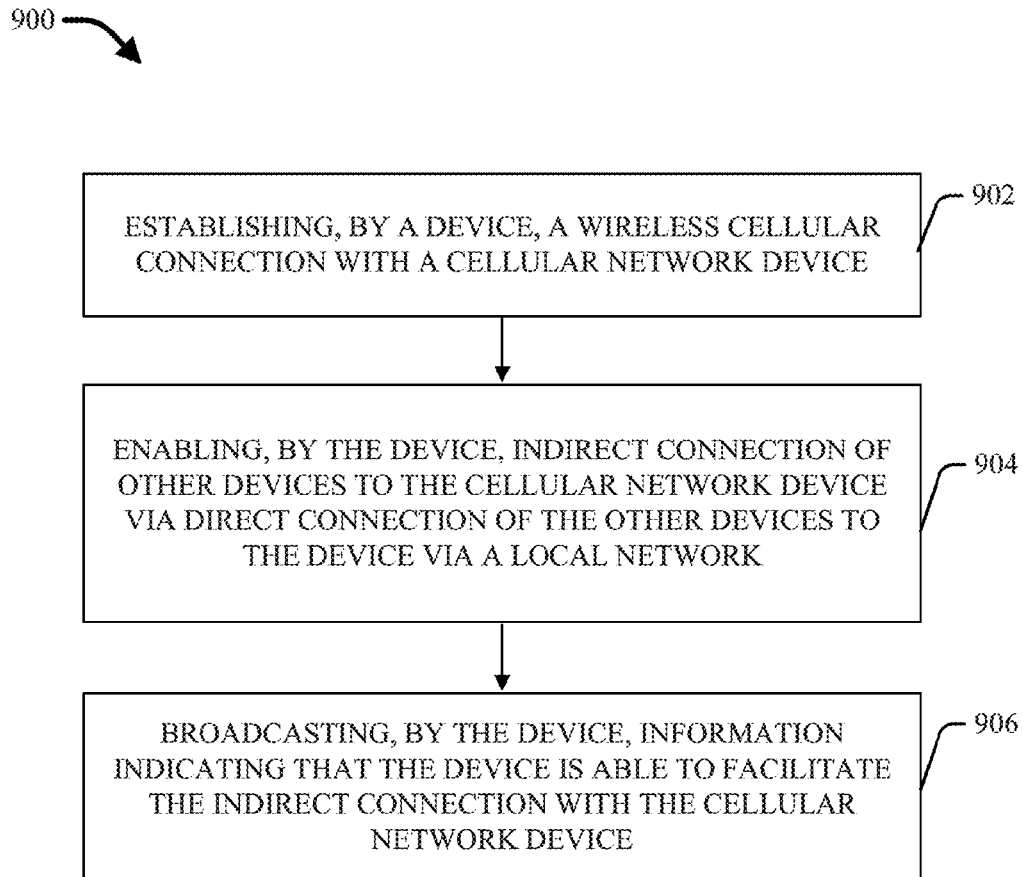 900
902
ESTABLISHING, BY A DEVICE, A WIRELESS CELLULAR
CONNECTION WITH A CELLULAR NETWORK DEVICE
904
ENABLING, BY THE DEVICE, INDIRECT CONNECTION OF
OTHER DEVICES TO THE CELLULAR NETWORK DEVICE
VIA DIRECT CONNECTION OF THE OTHER DEVICES TO
THE DEVICE VIA A LOCAL NETWORK
906
BROADCASTING, BY THE DEVICE, INFORMATION
INDICATING THAT THE DEVICE IS ABLE TO FACILITATE
THE INDIRECT CONNECTION WITH THE CELLULAR
NETWORK DEVICE